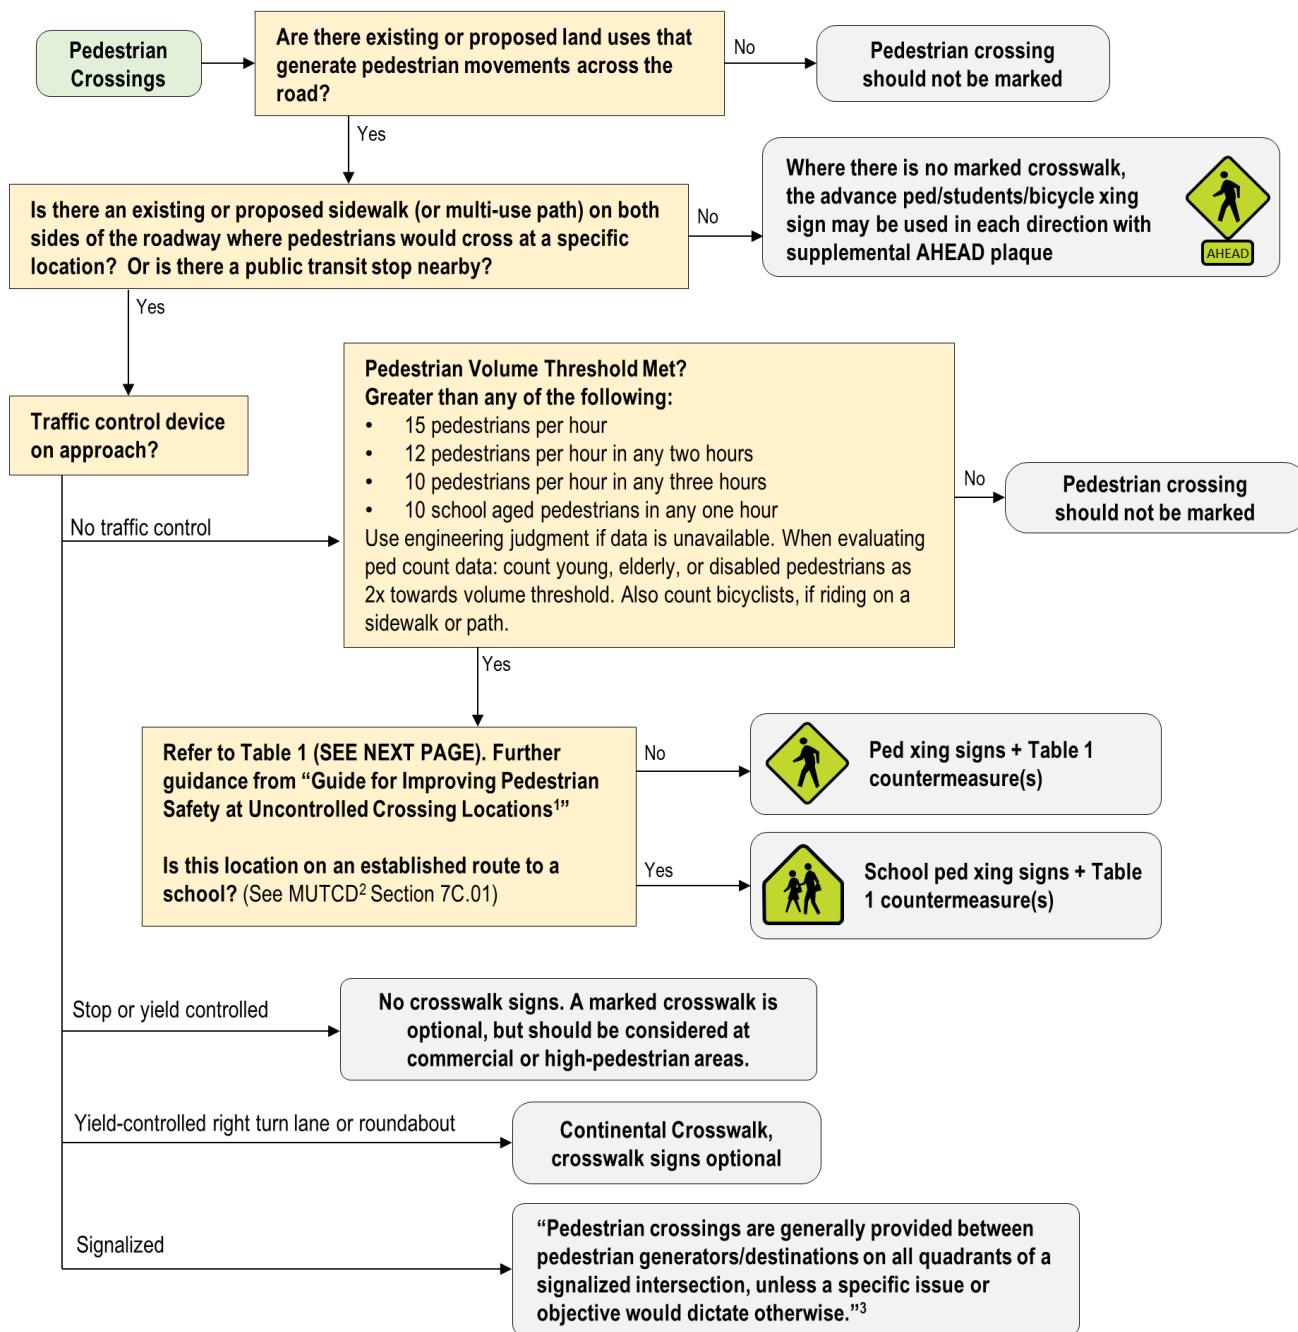 Pedestrian
Crossings
Are there existing or proposed land uses that
generate pedestrian movements across the
road?
No
Pedestrian crossing
should not be marked
Yes
Is there an existing or proposed sidewalk (or multi-use path) on both
sides of the roadway where pedestrians would cross at a specific
location?  Or is there a public transit stop nearby?
No
Where there is no marked crosswalk,
the advance ped/students/bicycle xing
sign may be used in each direction with
supplemental AHEAD plaque
AHEAD
Yes
Traffic control device
on approach?
No traffic control
Pedestrian Volume Threshold Met?
Greater than any of the following:
• 15 pedestrians per hour
• 12 pedestrians per hour in any two hours
• 10 pedestrians per hour in any three hours
• 10 school aged pedestrians in any one hour
Use engineering judgment if data is unavailable. When evaluating
ped count data: count young, elderly, or disabled pedestrians as
2x towards volume threshold. Also count bicyclists, if riding on a
sidewalk or path.
No
Pedestrian crossing
should not be marked
Yes
Refer to Table 1 (SEE NEXT PAGE). Further
guidance from “Guide for Improving Pedestrian
Safety at Uncontrolled Crossing Locations¹”
Is this location on an established route to a
school? (See MUTCD² Section 7C.01)
No
Ped xing signs + Table 1
countermeasure(s)
Yes
School ped xing signs + Table
1 countermeasure(s)
Stop or yield controlled
No crosswalk signs. A marked crosswalk is
optional, but should be considered at
commercial or high-pedestrian areas.
Yield-controlled right turn lane or roundabout
Continental Crosswalk,
crosswalk signs optional
Signalized
“Pedestrian crossings are generally provided between
pedestrian generators/destinations on all quadrants of a
signalized intersection, unless a specific issue or
objective would dictate otherwise.”³